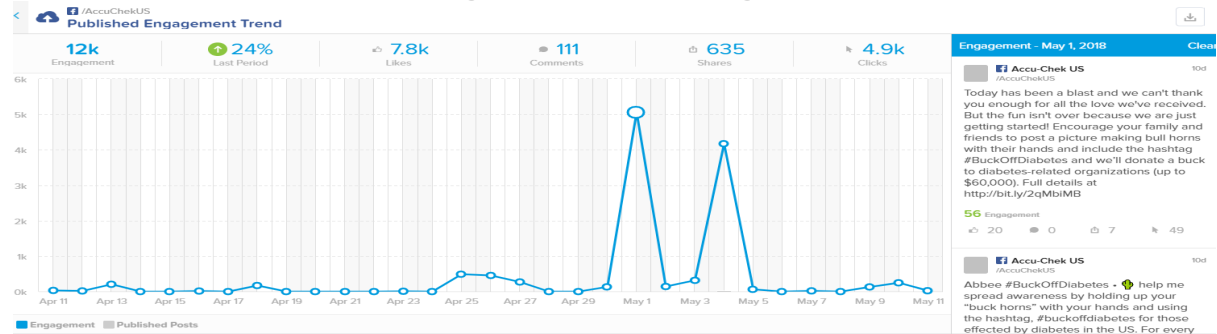 /AccuChekUS
Published Engagement Trend
12k
Engagement
24%
Last Period
7.8k
Likes
111
Comments
635
Shares
4.9k
Clicks
6k
5k
4k
3k
2k
1k
0k
Apr 11 Apr 13 Apr 15 Apr 17 Apr 19 Apr 21 Apr 23 Apr 25 Apr 27 Apr 29 May 1 May 3 May 5 May 7 May 9 May 11
Engagement Published Posts
Engagement - May 1, 2018 Clear
Accu-Chek US 10d
/AccuChekUS
Today has been a blast and we can't thank
you enough for all the love we've received.
But the fun isn't over because we are just
getting started! Encourage your family and
friends to post a picture making bull horns
with their hands and include the hashtag
#BuckOffDiabetes and we'll donate a buck
to diabetes-related organizations (up to
$60,000). Full details at
http://bit.ly/2qMbiMB
56 Engagement
20 0 7 49
Accu-Chek US 10d
/AccuChekUS
Abbee #BuckOffDiabetes • 🌵 help me
spread awareness by holding up your
"buck horns" with your hands and using
the hashtag, #buckoffdiabetes for those
effected by diabetes in the US. For every